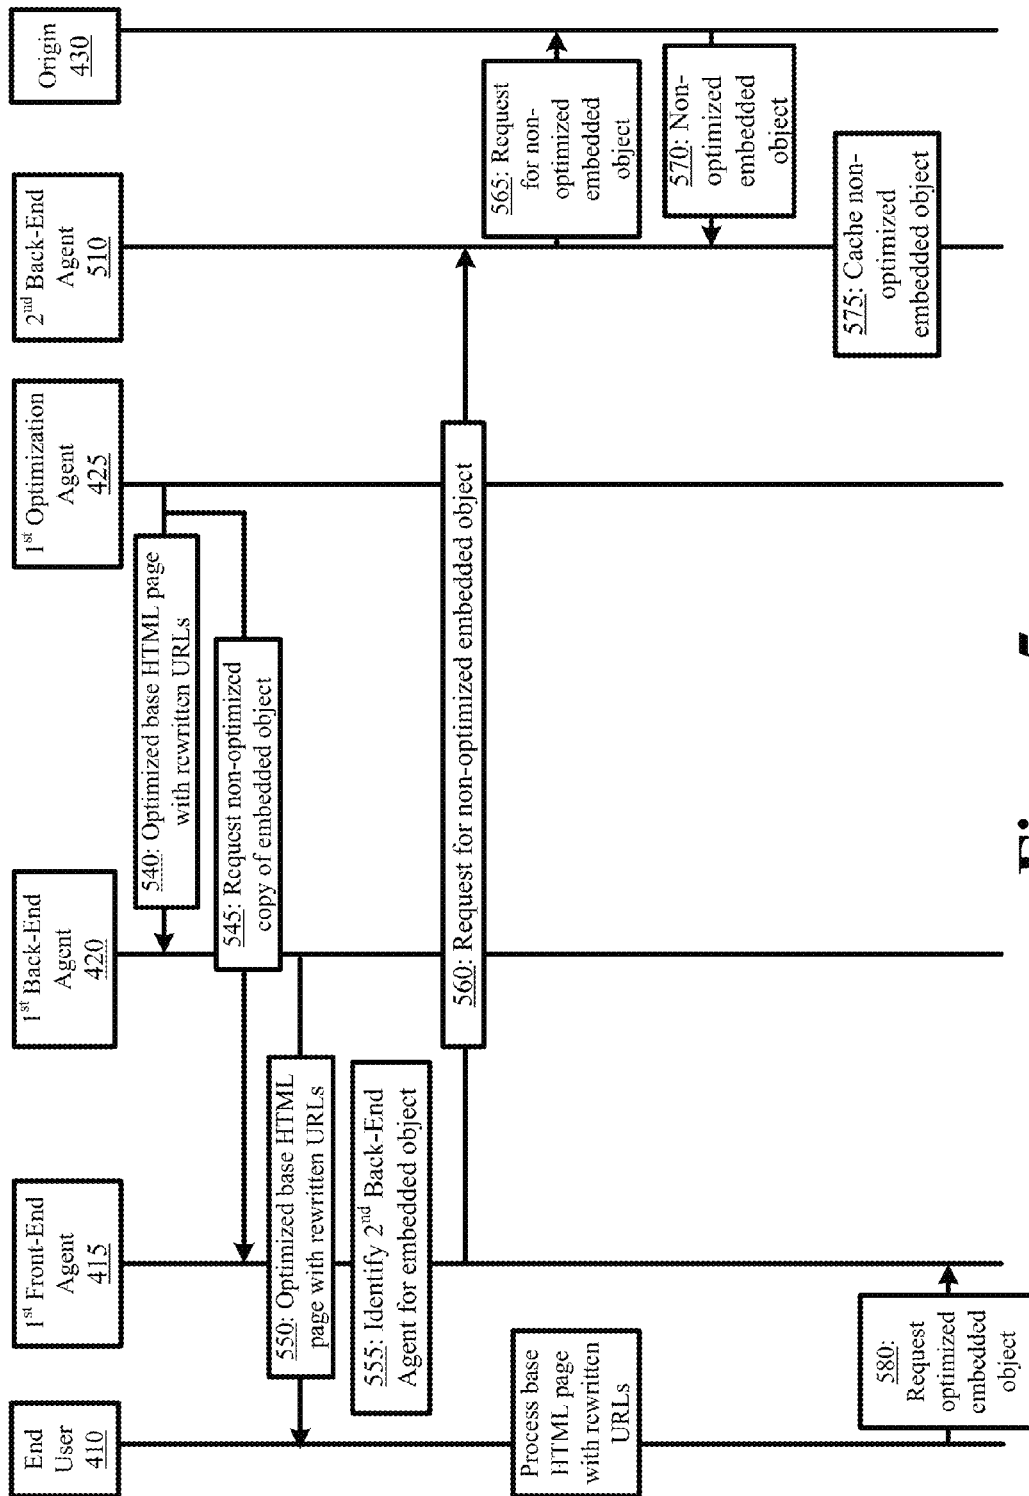 End
User
410
1st Front-End
Agent
415
1st Back-End
Agent
420
1st Optimization
Agent
425
2nd Back-End
Agent
510
Origin
430
540: Optimized base HTML page
with rewritten URLs
545: Request non-optimized
copy of embedded object
550: Optimized base HTML
page with rewritten URLs
555: Identify 2nd Back-End
Agent for embedded object
560: Request for non-optimized embedded object
Process base
HTML page
with rewritten
URLs
565: Request
for non-
optimized
embedded
object
570: Non-
optimized
embedded
object
575: Cache non-
optimized
embedded object
580:
Request
optimized
embedded
object